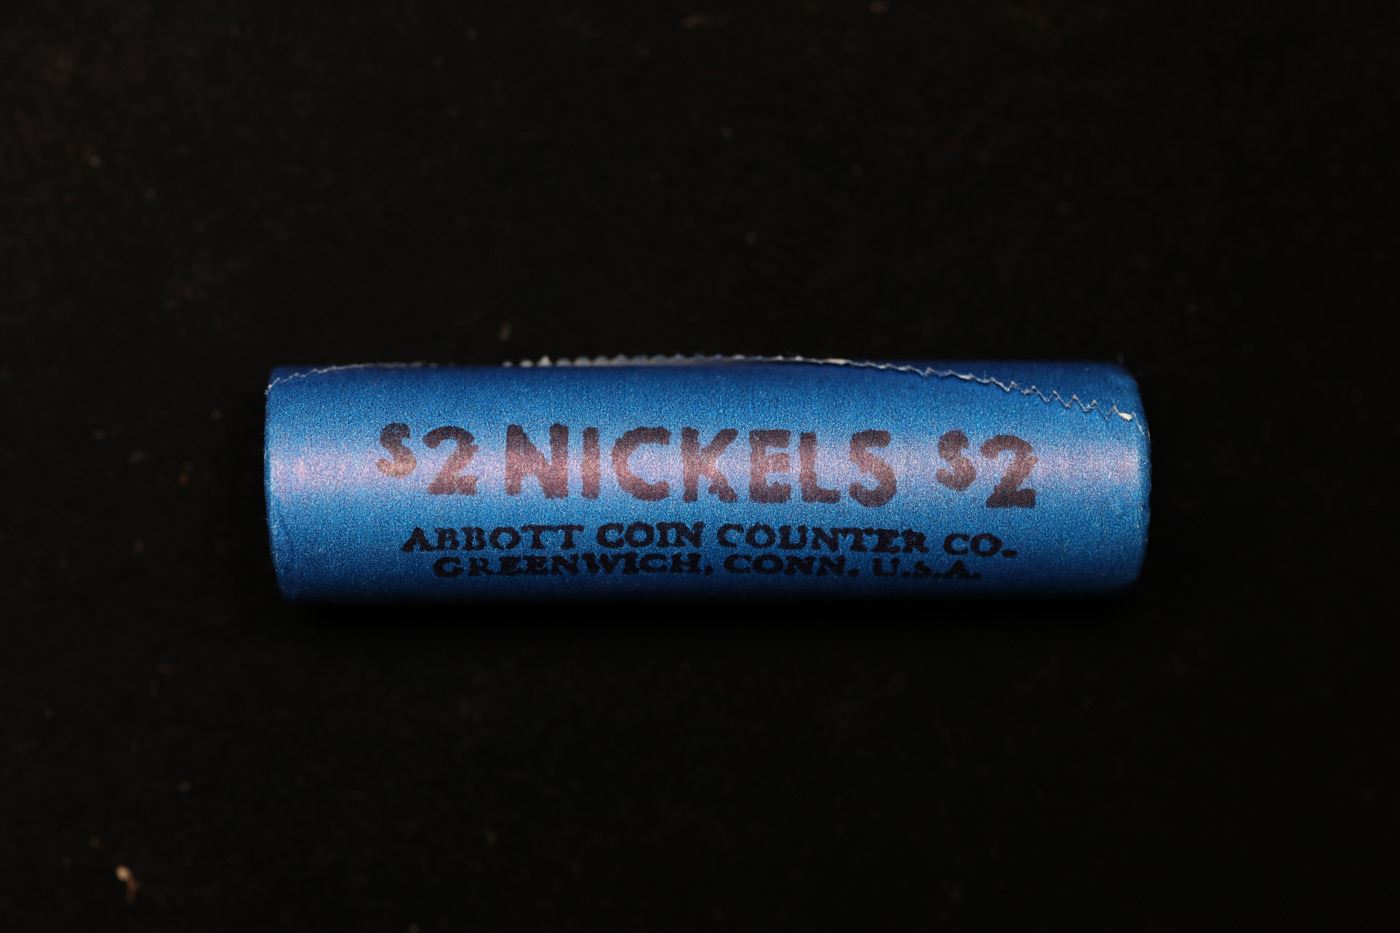 $2 NICKELS $2
ABBOTT COIN COUNTER CO.
GREENWICH, CONN. U.S.A.